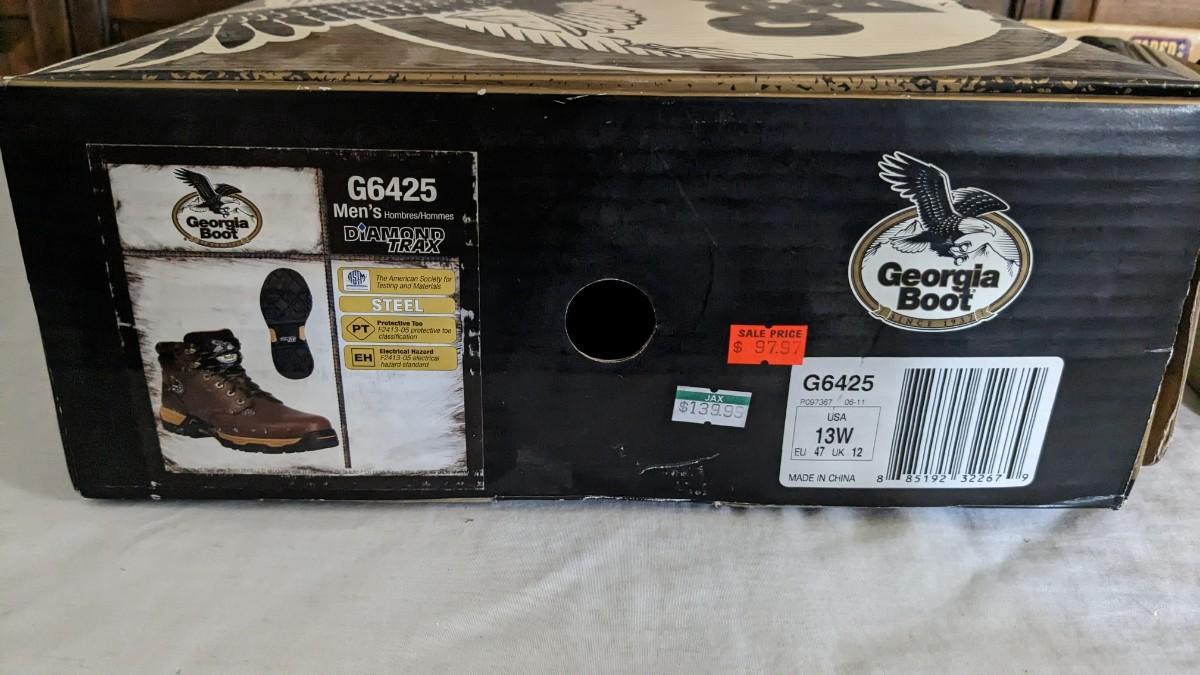 Georgia
Boot
G6425
Men's Hombres/Hommes
DIAMOND
TRAX
ASTM
The American Society for
Testing and Materials
STEEL
PT
Protective Toe
F2413-05 protective toe
classification
EH
Electrical Hazard
F2413-05 electrical
hazard standard
Georgia
Boot
SINCE 1937
SALE PRICE
$ 97.97
JAX
$139.95
G6425
P097367 06-11
USA
13W
EU 47 UK 12
MADE IN CHINA
8 85192 32267 9